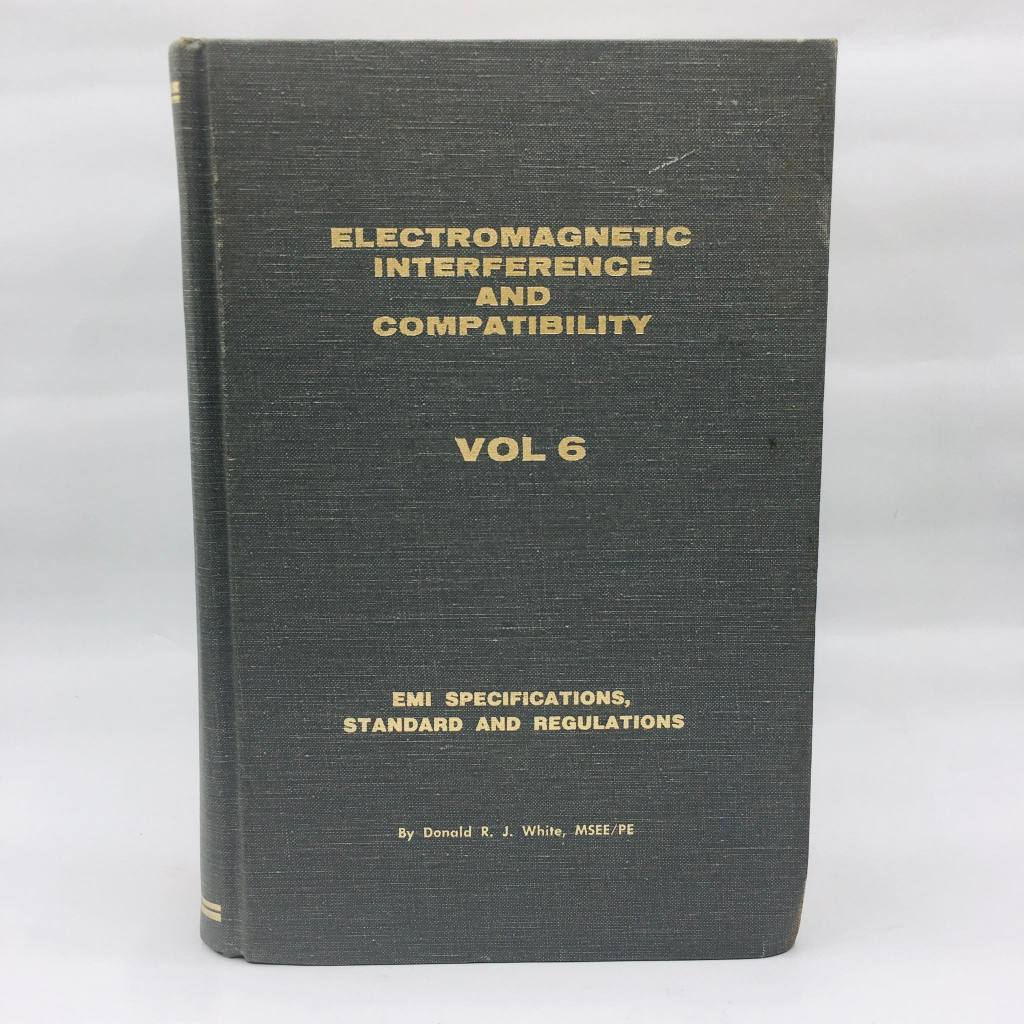 ELECTROMAGNETIC
INTERFERENCE
AND
COMPATIBILITY
VOL 6
EMI SPECIFICATIONS,
STANDARD AND REGULATIONS
By Donald R. J. White, MSEE/PE